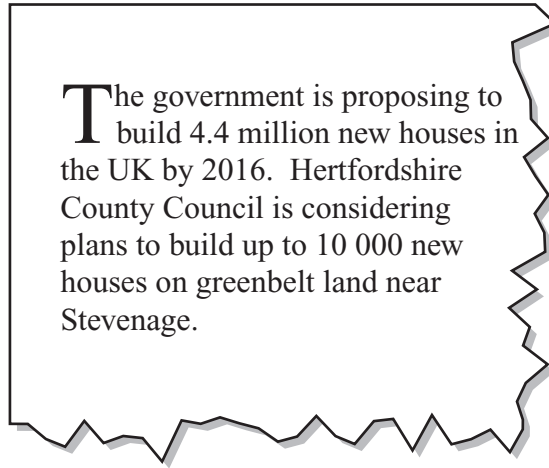 The government is proposing to
build 4.4 million new houses in
the UK by 2016. Hertfordshire
County Council is considering
plans to build up to 10 000 new
houses on greenbelt land near
Stevenage.